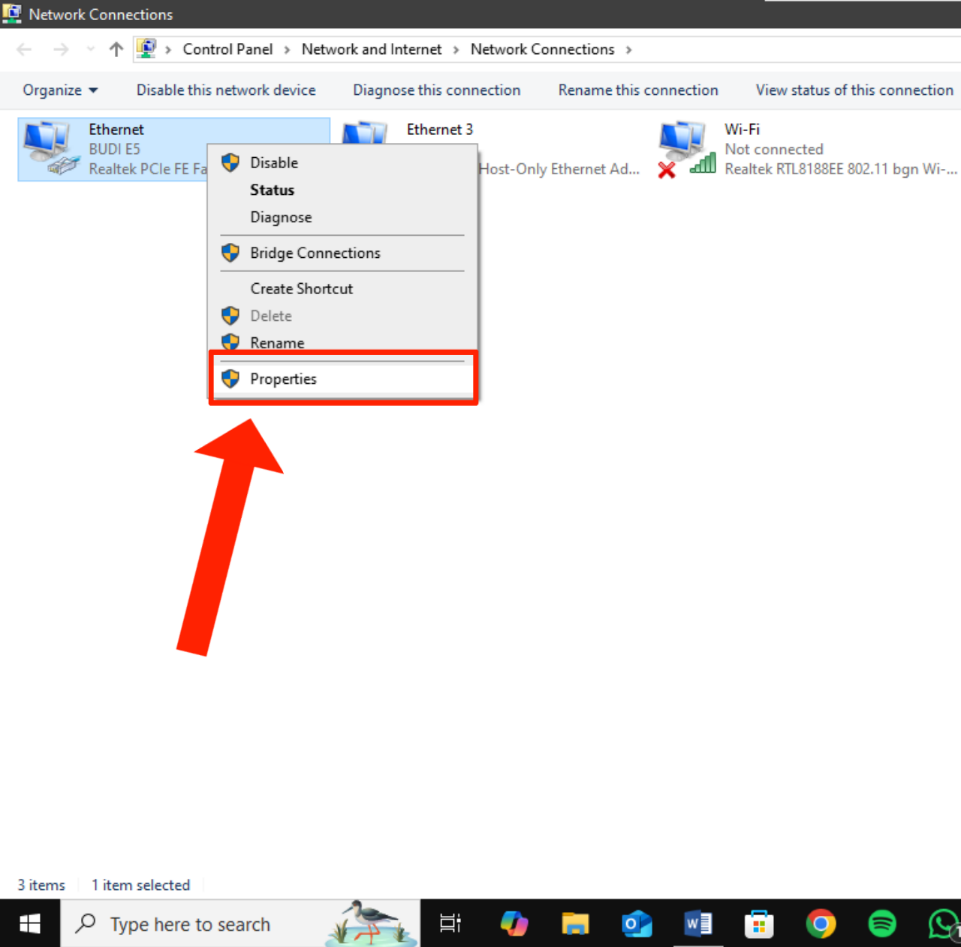 Network Connections
Control Panel > Network and Internet > Network Connections >
Organize Disable this network device Diagnose this connection Rename this connection View status of this connection
Ethernet
BUDI E5
Realtek PCIe FE Fa
Ethernet 3
Host-Only Ethernet Ad...
Wi-Fi
Not connected
Realtek RTL8188EE 802.11 bgn Wi-...
Disable
Status
Diagnose
Bridge Connections
Create Shortcut
Delete
Rename
Properties
3 items 1 item selected
Type here to search